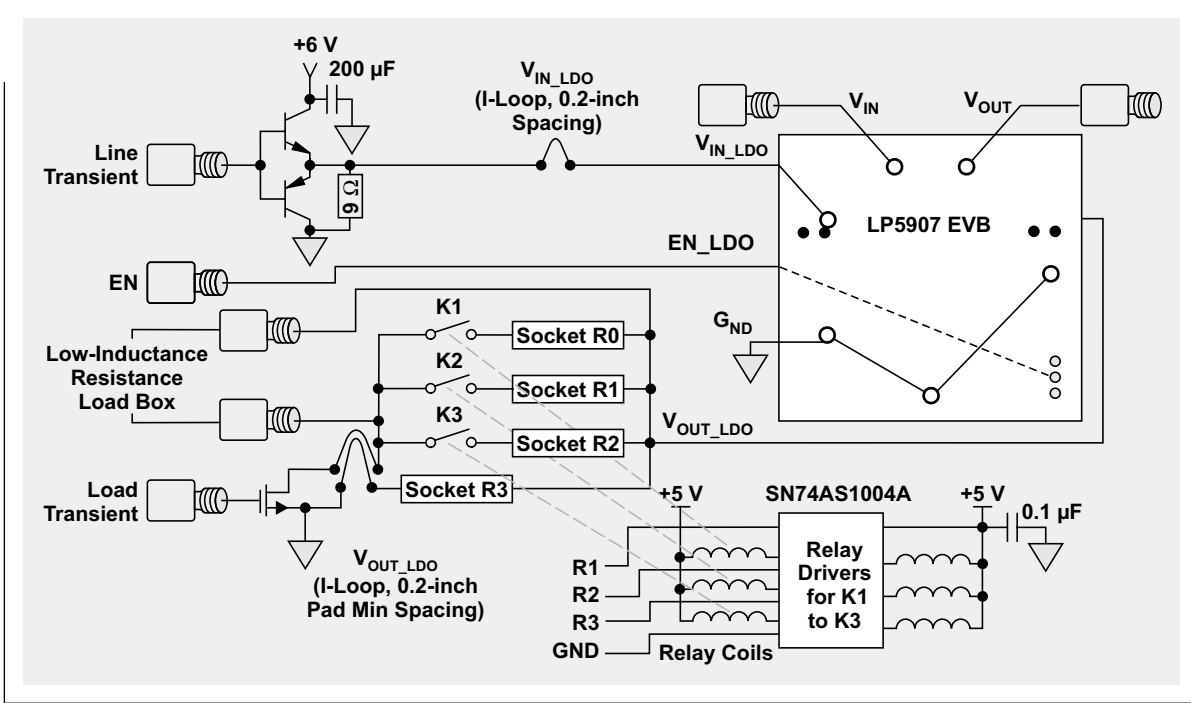 +6 V
200 µF
V_IN_LDO
(I-Loop, 0.2-inch
Spacing)
V_IN
V_OUT
V_IN_LDO
Line
Transient
9 Ω
LP5907 EVB
EN_LDO
EN
K1
G_ND
Socket R0
Low-Inductance
Resistance
Load Box
K2
Socket R1
K3
V_OUT_LDO
Socket R2
Load
Transient
Socket R3
+5 V
SN74AS1004A
+5 V
0.1 µF
V_OUT_LDO
(I-Loop, 0.2-inch
Pad Min Spacing)
R1
R2
R3
GND
Relay
Drivers
for K1
to K3
Relay Coils